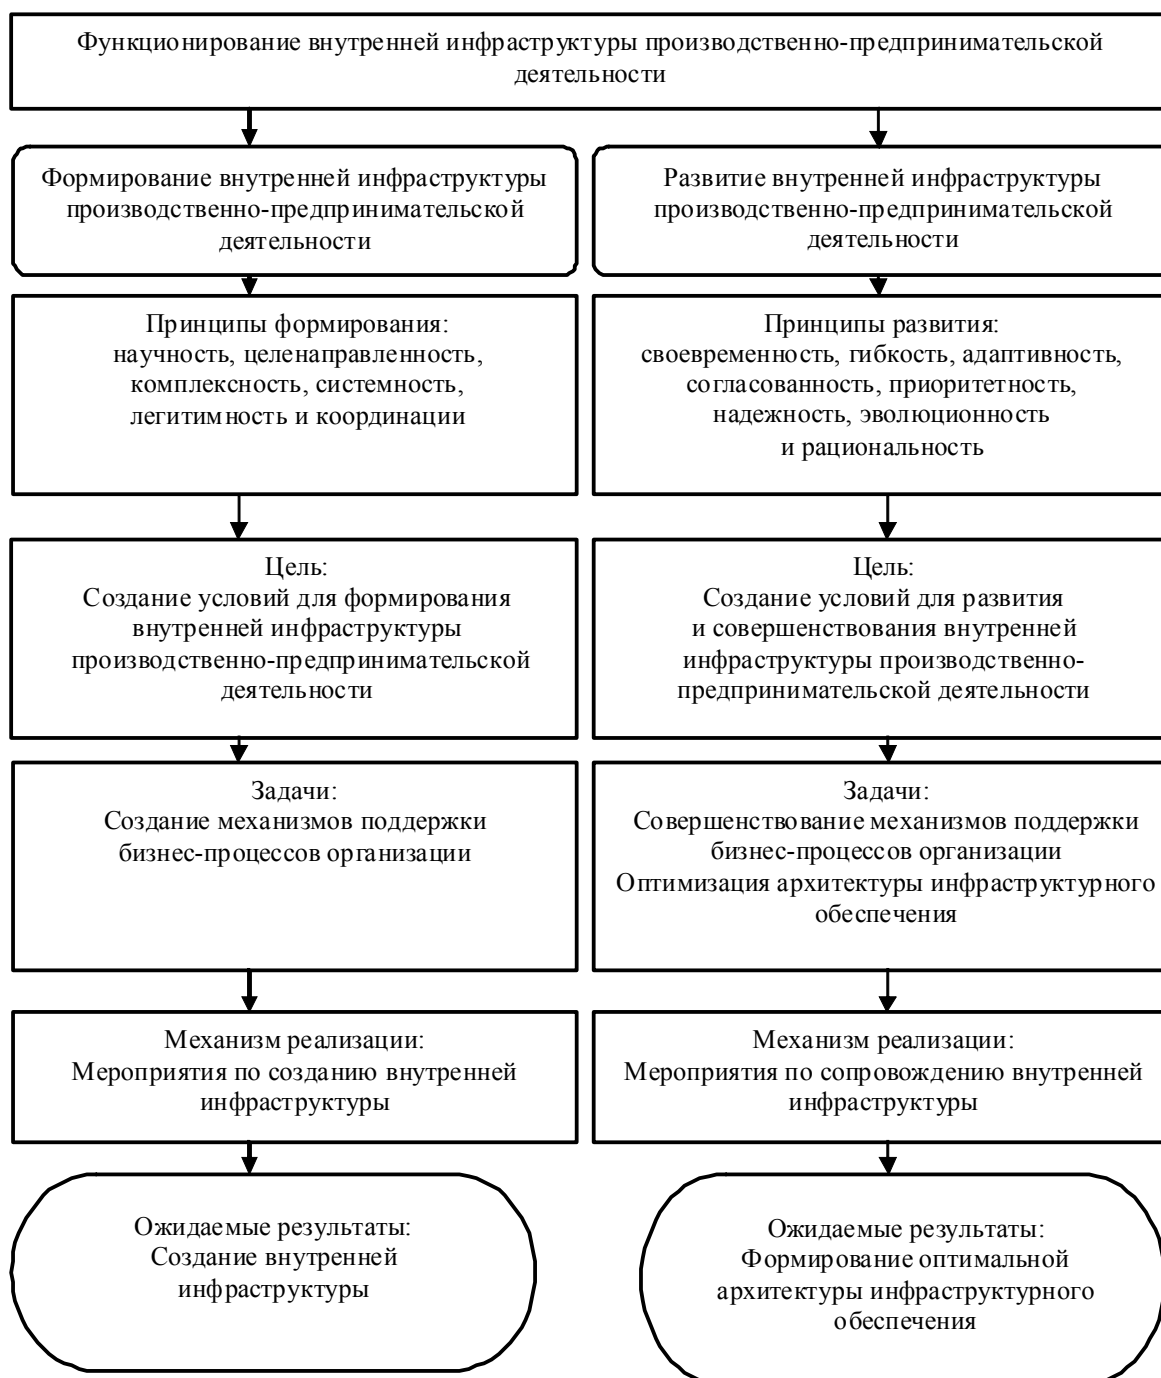 Функционирование внутренней инфраструктуры производственно-предпринимательской
деятельности
Формирование внутренней инфраструктуры
производственно-предпринимательской
деятельности
Развитие внутренней инфраструктуры
производственно-предпринимательской
деятельности
Принципы формирования:
научность, целенаправленность,
комплексность, системность,
легитимность и координации
Принципы развития:
своевременность, гибкость, адаптивность,
согласованность, приоритетность,
надежность, эволюционность
и рациональность
Цель:
Создание условий для формирования
внутренней инфраструктуры
производственно-предпринимательской
деятельности
Цель:
Создание условий для развития
и совершенствования внутренней
инфраструктуры производственно-
предпринимательской деятельности
Задачи:
Создание механизмов поддержки
бизнес-процессов организации
Задачи:
Совершенствование механизмов поддержки
бизнес-процессов организации
Оптимизация архитектуры инфраструктурного
обеспечения
Механизм реализации:
Мероприятия по созданию внутренней
инфраструктуры
Механизм реализации:
Мероприятия по сопровождению внутренней
инфраструктуры
Ожидаемые результаты:
Создание внутренней
инфраструктуры
Ожидаемые результаты:
Формирование оптимальной
архитектуры инфраструктурного
обеспечения